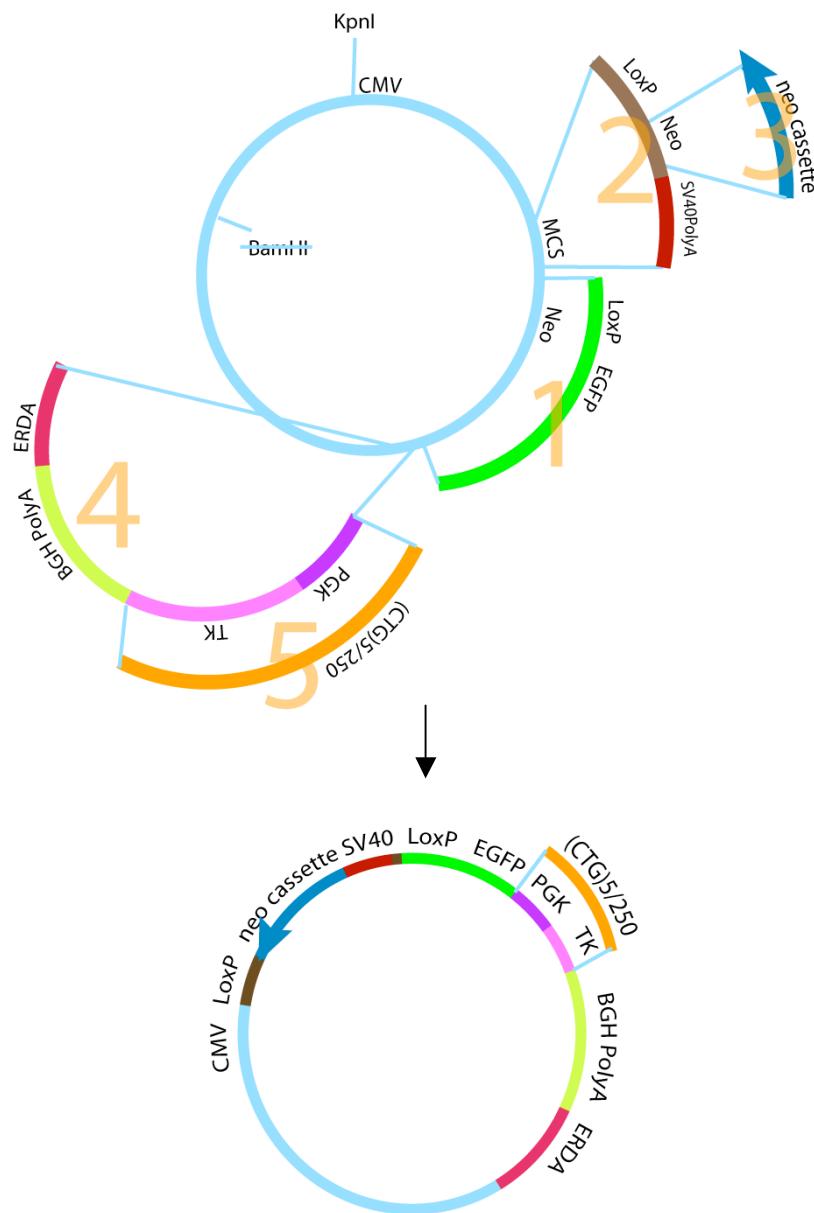 KpnI
CMV
LoxP
Neo
SV40PolyA
2
neo cassette
3
BamHII
MCS
Neo
LoxP
EGFP
1
ERDA
BGH PolyA
4
TK
PGK
(CTG)5/250
5
LoxP
SV40
EGFP
neo cassette
PGK
TK
(CTG)5/250
LoxP
CMV
BGH PolyA
ERDA